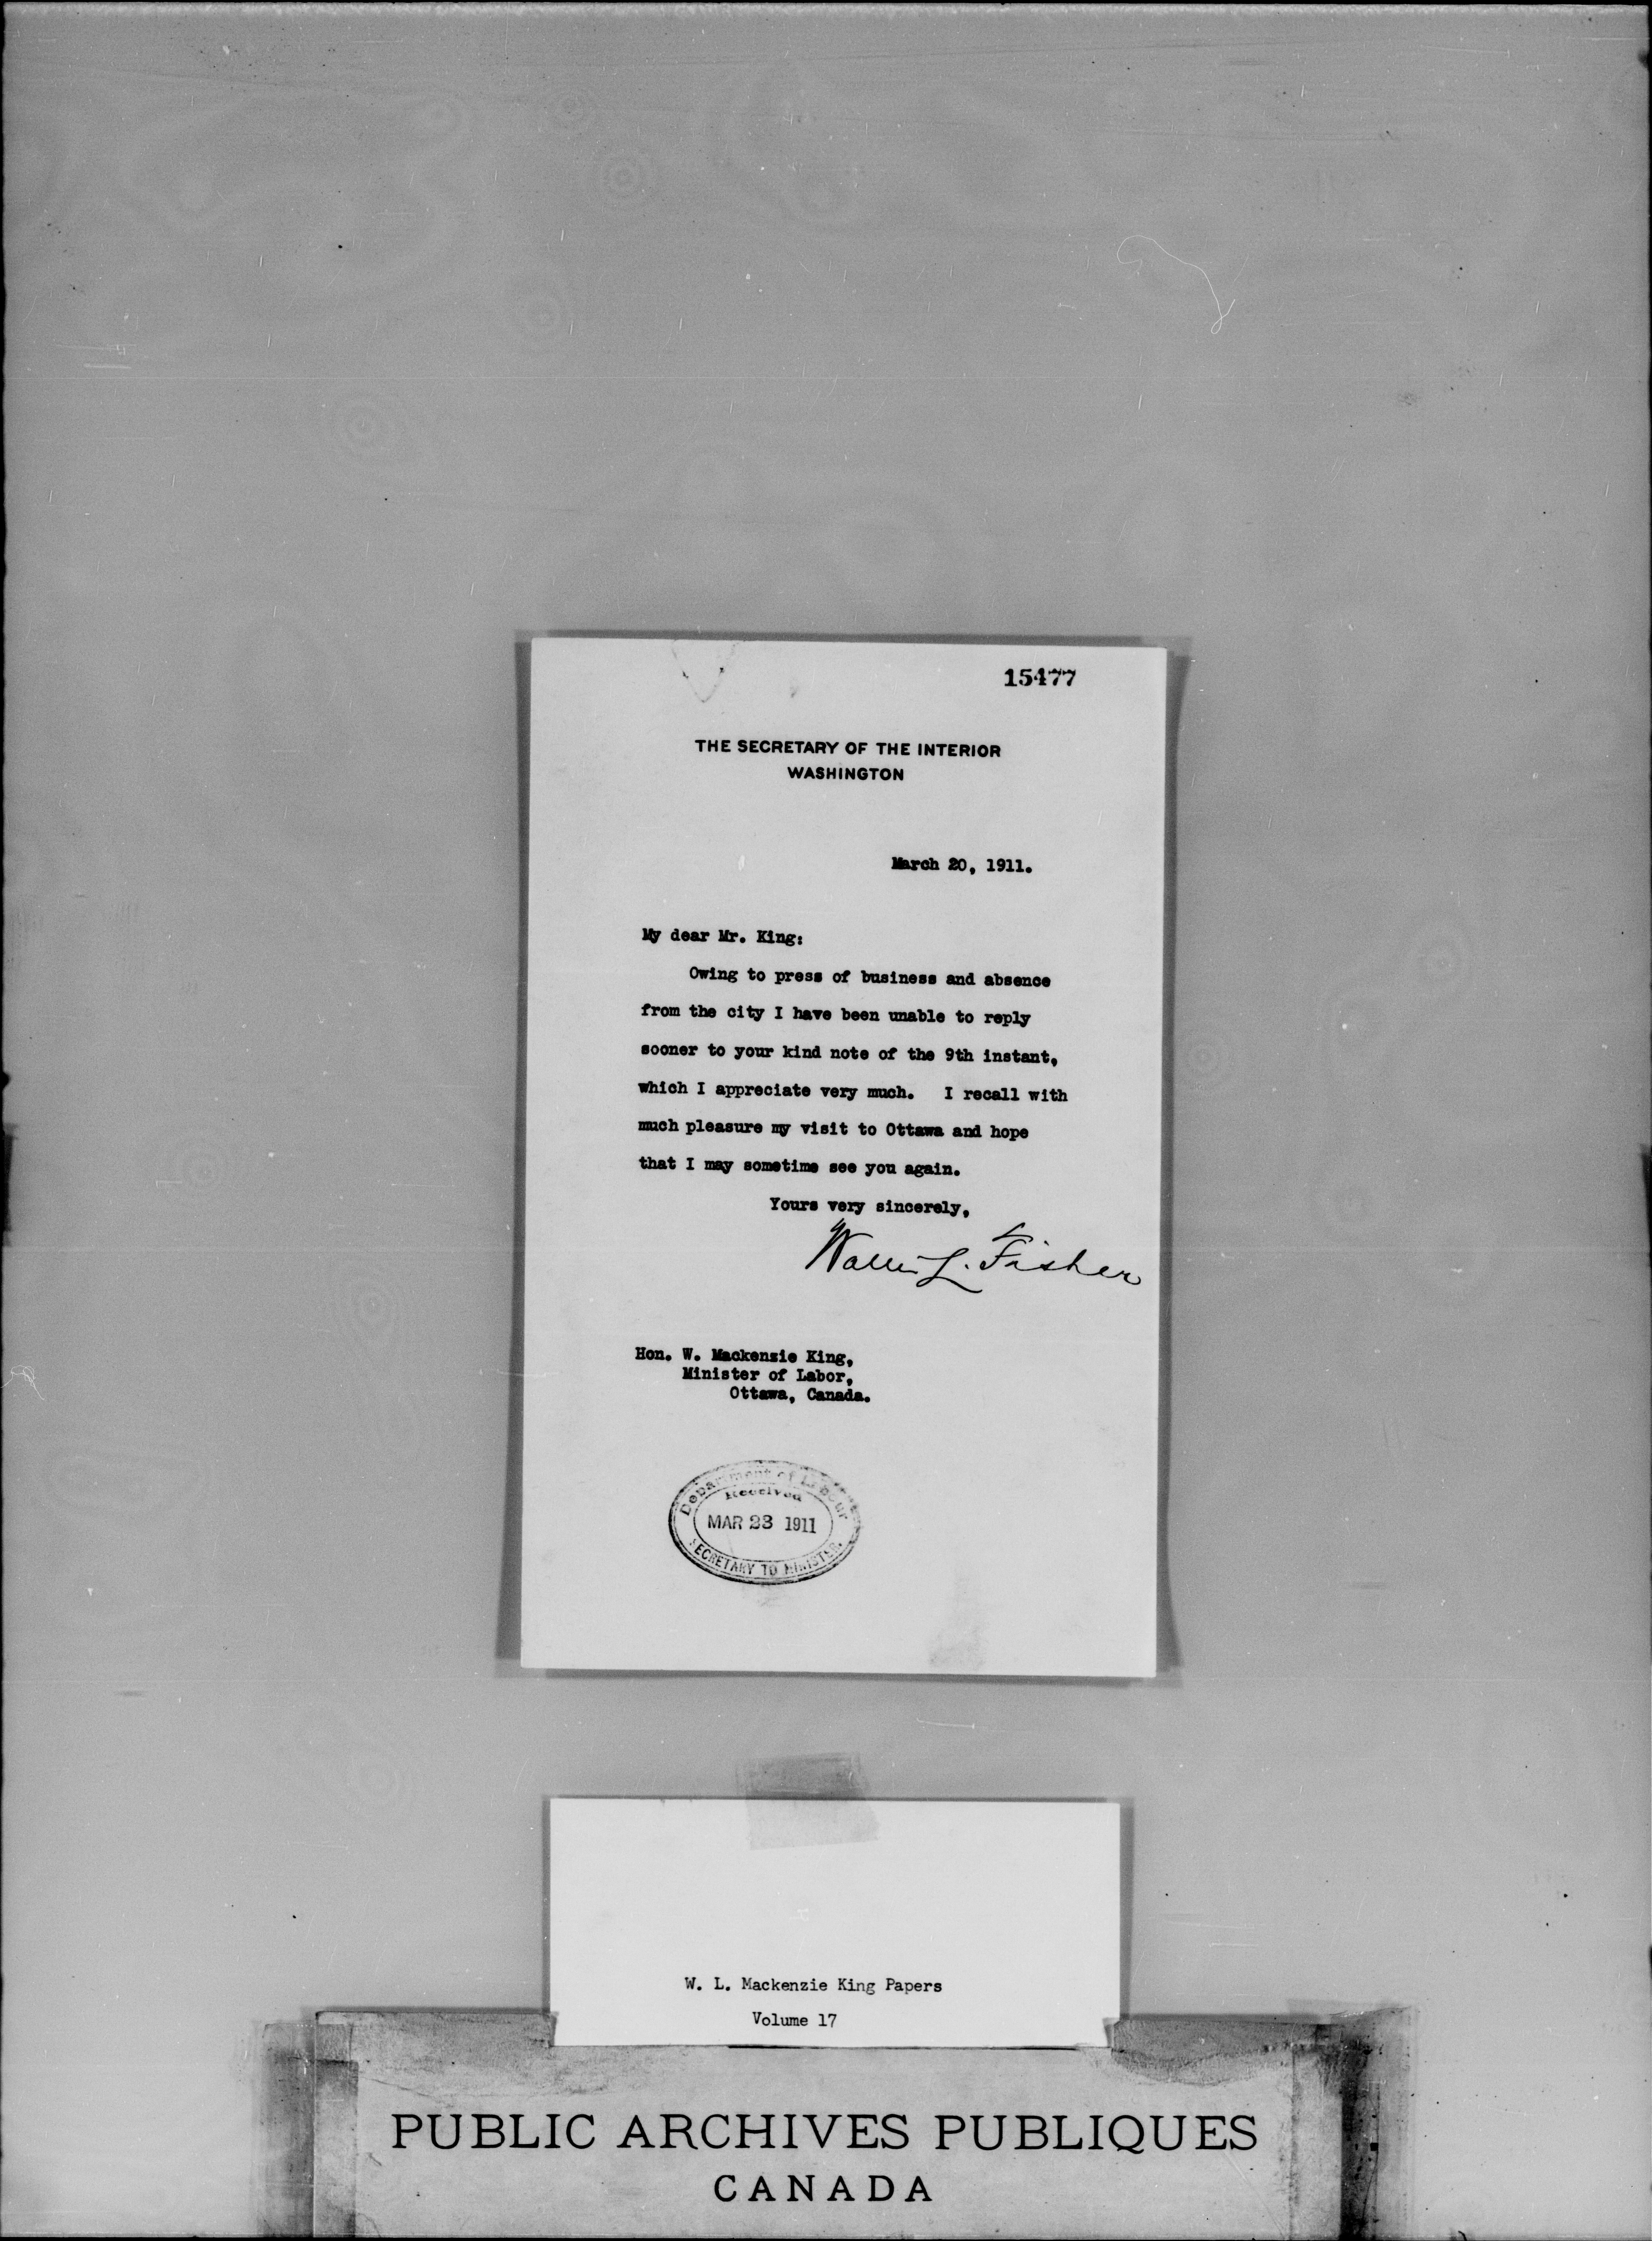 15477
THE SECRETARY OF THE INTERIOR
WASHINGTON
March 20, 1911.
My dear Mr. King:
Owing to press of business and absence
from the city I have been unable to reply
sooner to your kind note of the 9th instant,
which I appreciate very much. I recall with
much pleasure my visit to Ottawa and hope
that I may sometime see you again.
Yours very sincerely,
Walter L. Fisher
Hon. W. Mackenzie King,
Minister of Labor,
Ottawa, Canada.
Department of Labour
Received
MAR 23 1911
SECRETARY TO MINISTER.
W. L. Mackenzie King Papers
Volume 17
PUBLIC ARCHIVES PUBLIQUES
CANADA